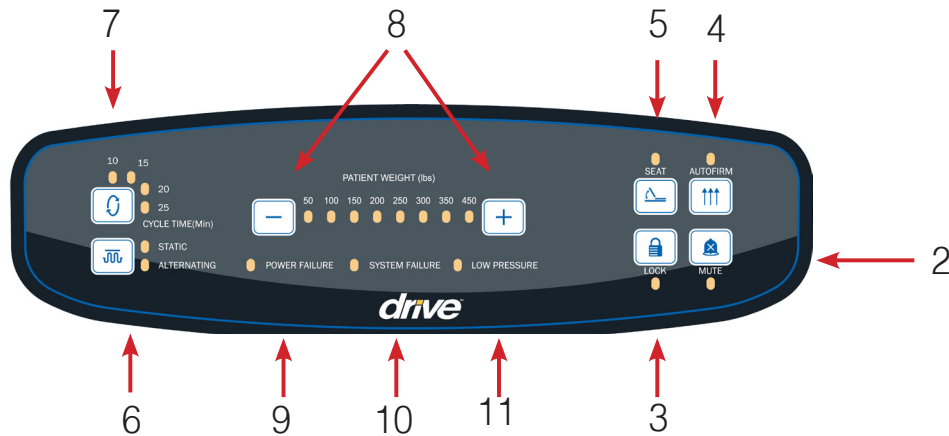 7 8 5 4
10 15
20
25
CYCLE TIME(Min)
STATIC
ALTERNATING
PATIENT WEIGHT (lbs)
50 100 150 200 250 300 350 450
POWER FAILURE SYSTEM FAILURE LOW PRESSURE
drive
SEAT AUTOFIRM
LOCK MUTE
2
6 9 10 11 3